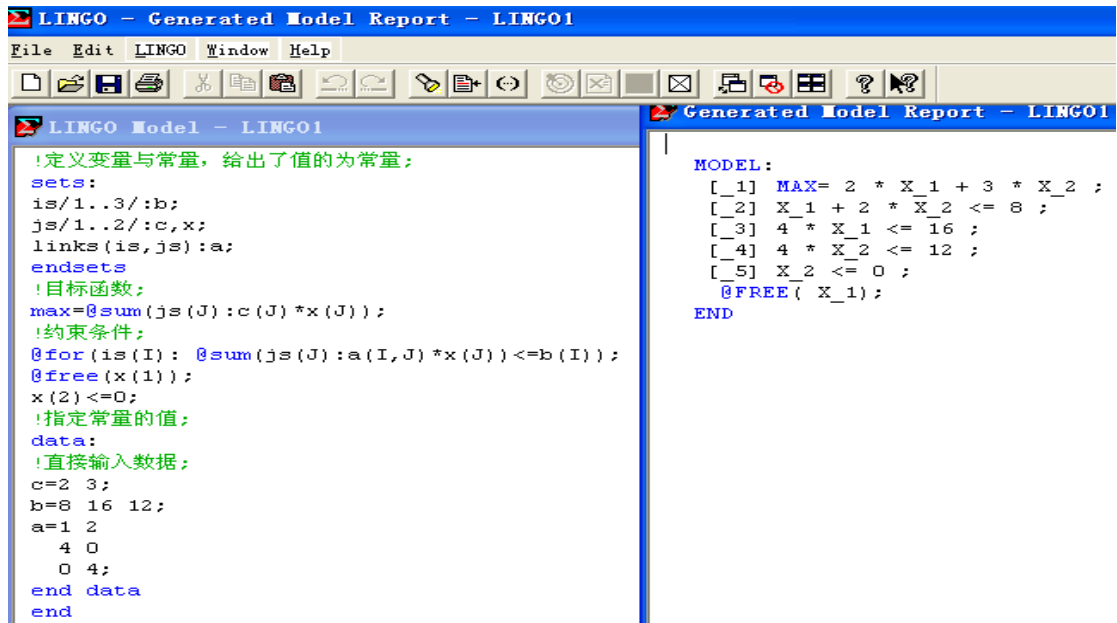 LINGO - Generated Model Report - LINGO1
File Edit LINGO Window Help
LINGO Model - LINGO1
!定义变量与常量，给出了值的为常量;
sets:
is/1..3/:b;
js/1..2/:c,x;
links(is,js):a;
endsets
!目标函数;
max=@sum(js(J):c(J)*x(J));
!约束条件;
@for(is(I): @sum(js(J):a(I,J)*x(J))<=b(I));
@free(x(1));
x(2)<=0;
!指定常量的值;
data:
!直接输入数据;
c=2 3;
b=8 16 12;
a=1 2
4 0
0 4;
end data
end
Generated Model Report - LINGO1
MODEL:
[_1] MAX= 2 * X_1 + 3 * X_2 ;
[_2] X_1 + 2 * X_2 <= 8 ;
[_3] 4 * X_1 <= 16 ;
[_4] 4 * X_2 <= 12 ;
[_5] X_2 <= 0 ;
@FREE( X_1);
END